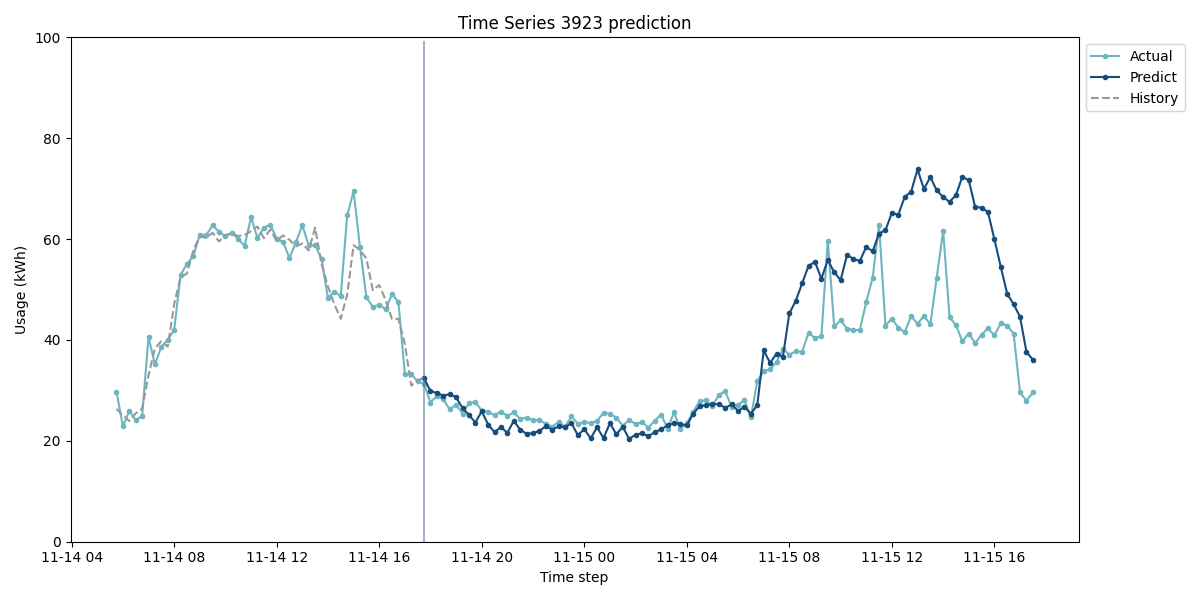 Time Series 3923 prediction
Usage (kWh)
100
80
60
40
20
0
11-14 04
11-14 08
11-14 12
11-14 16
11-14 20
11-15 00
11-15 04
11-15 08
11-15 12
11-15 16
Time step
Actual
Predict
History